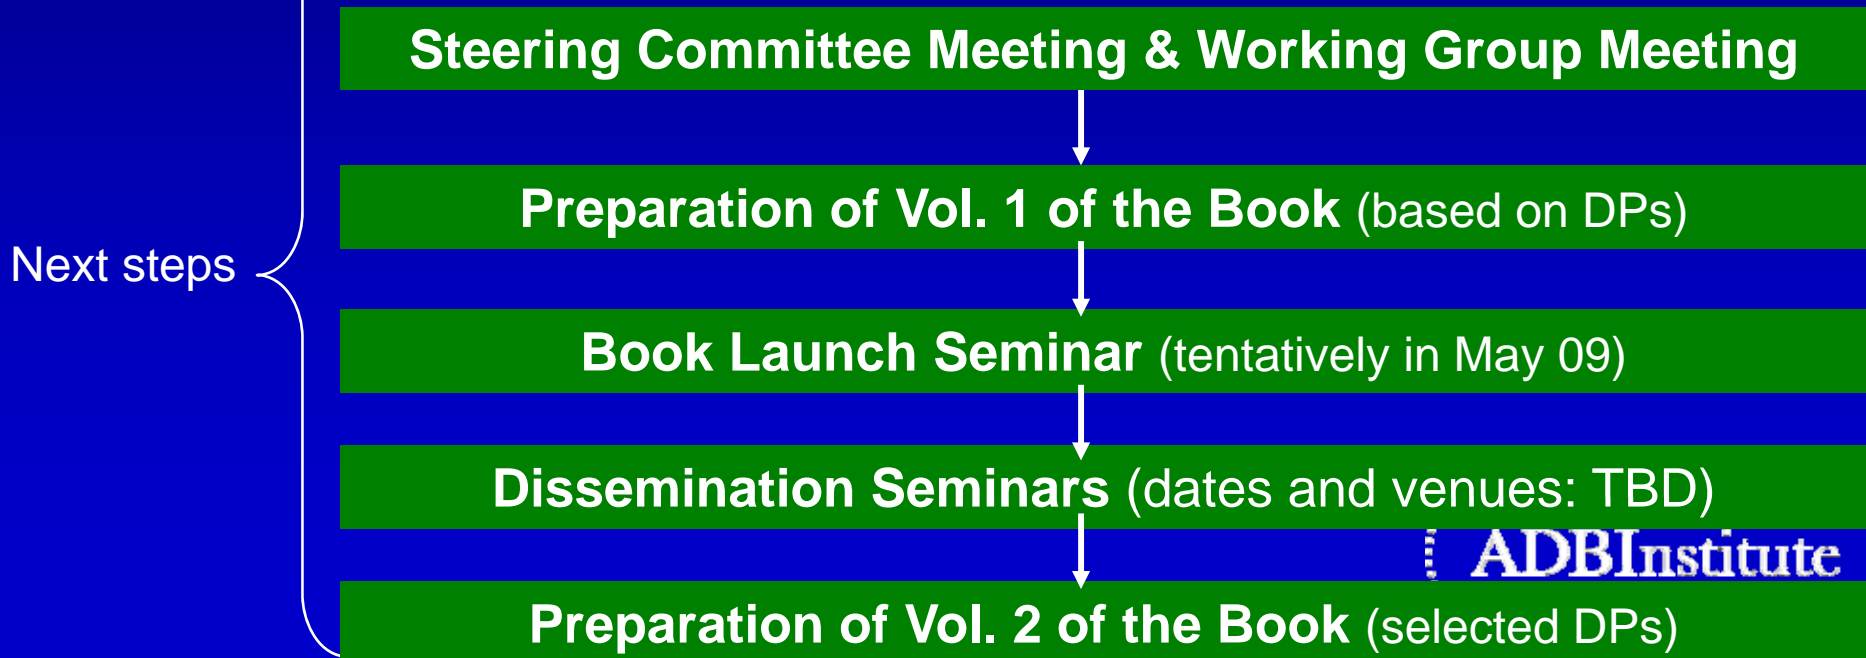 Steering Committee Meeting & Working Group Meeting
Preparation of Vol. 1 of the Book (based on DPs)
Next steps
Book Launch Seminar (tentatively in May 09)
Dissemination Seminars (dates and venues: TBD)
ADBInstitute
Preparation of Vol. 2 of the Book (selected DPs)